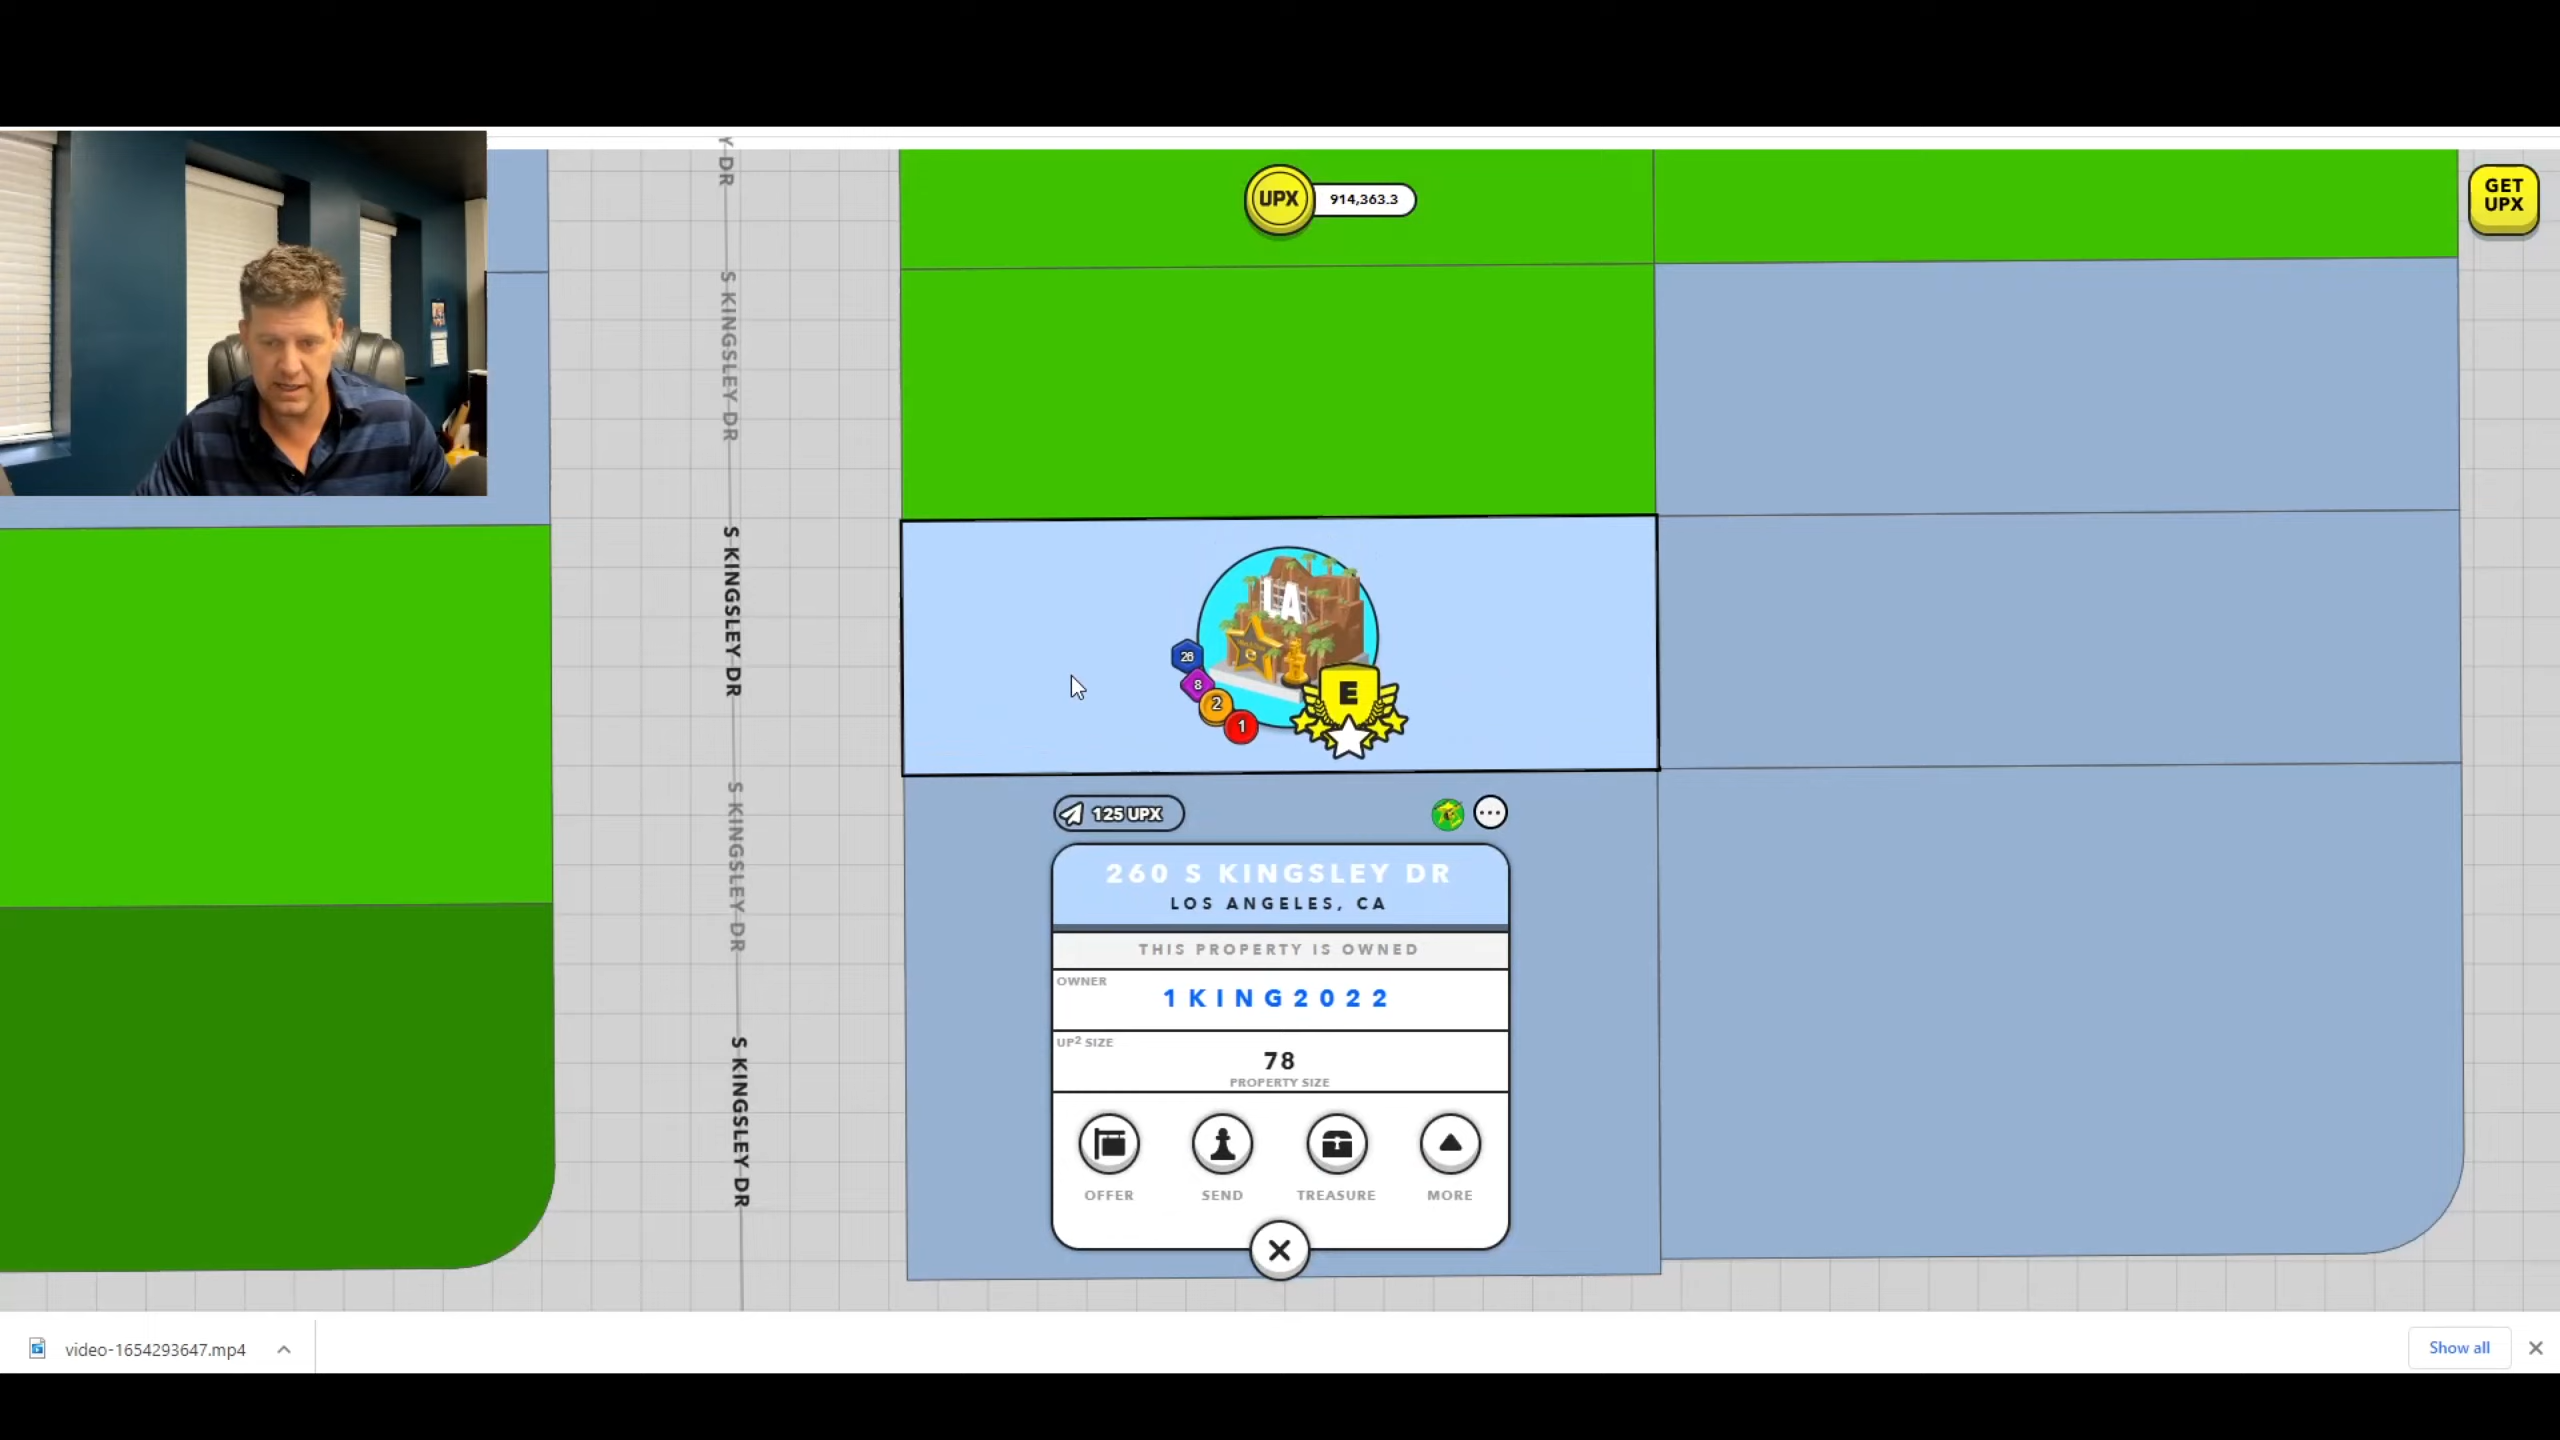 Y DR
S KINGSLEY DR
S KINGSLEY DR
S KINGSLEY DR
S KINGSLEY DR
UPX 914,363.3
GET
UPX
LA
26
8
2
1
E
125 UPX
260 S KINGSLEY DR
LOS ANGELES, CA
THIS PROPERTY IS OWNED
OWNER
1KING2022
UP² SIZE
78
PROPERTY SIZE
OFFER SEND TREASURE MORE
video-1654293647.mp4
Show all